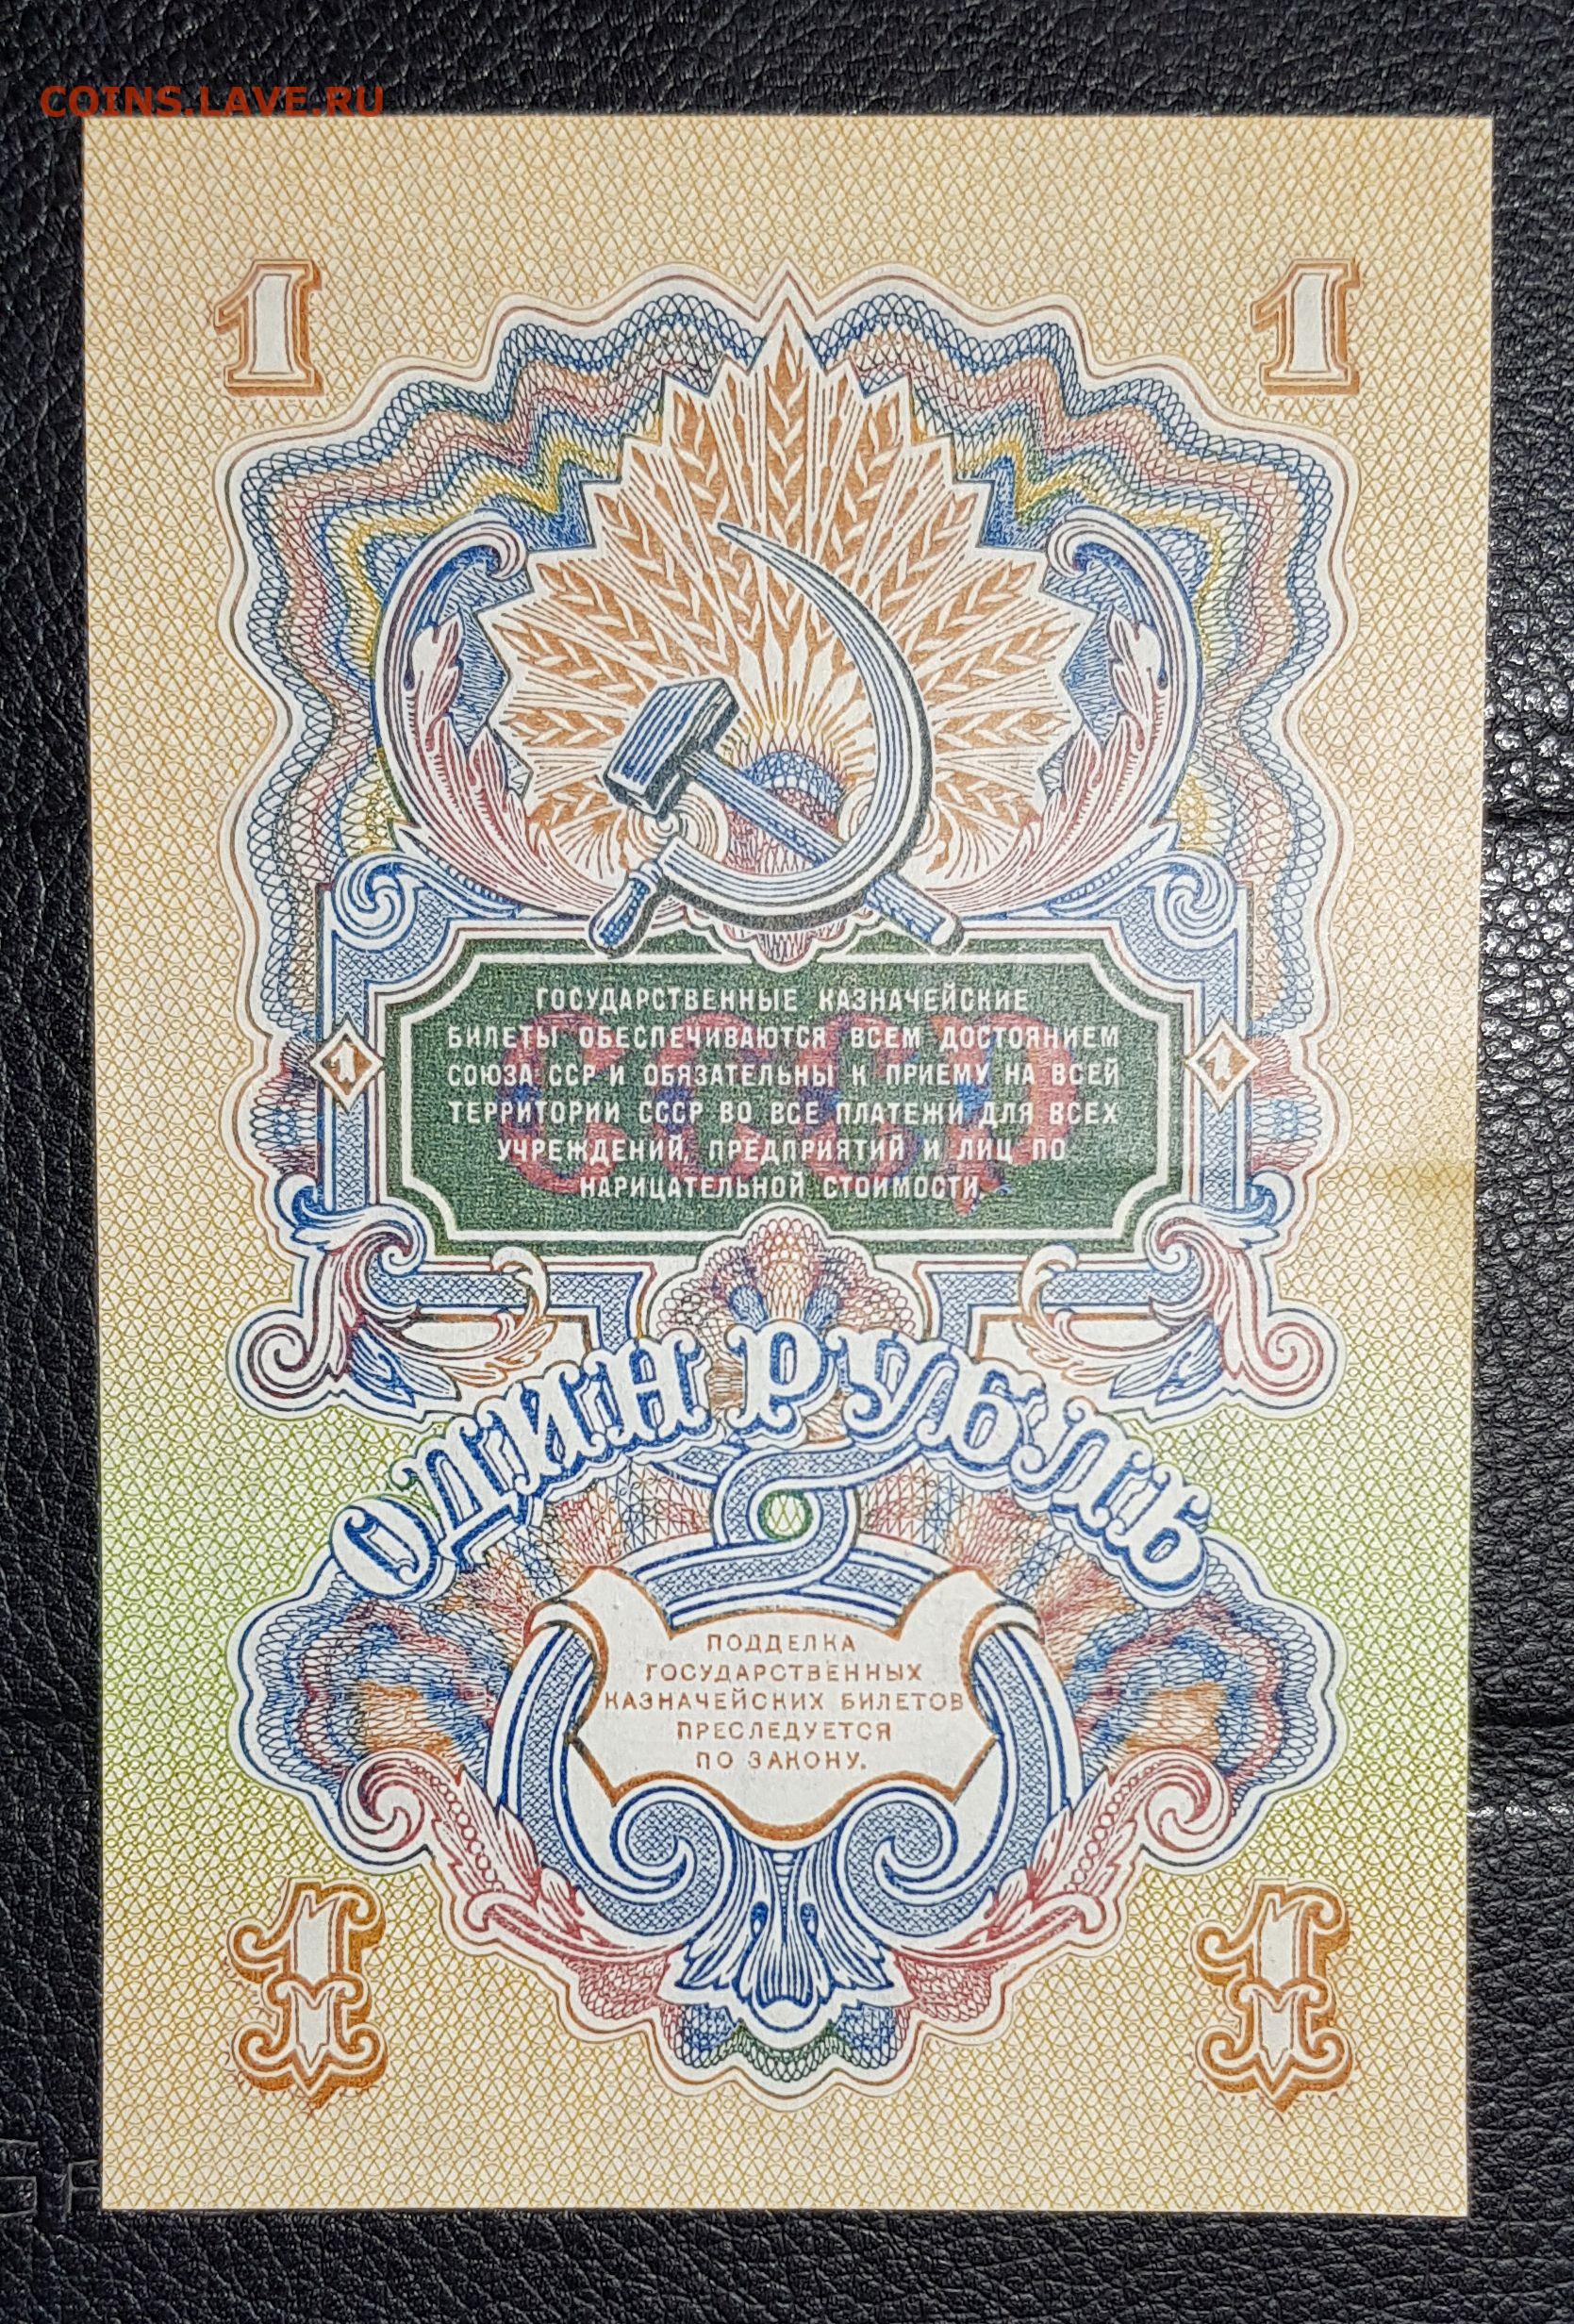 COINS.LAVE.RU
1 1
ГОСУДАРСТВЕННЫЕ КАЗНАЧЕЙСКИЕ
БИЛЕТЫ ОБЕСПЕЧИВАЮТСЯ ВСЕМ ДОСТОЯНИЕМ
СОЮЗА ССР И ОБЯЗАТЕЛЬНЫ К ПРИЕМУ НА ВСЕЙ
ТЕРРИТОРИИ СССР ВО ВСЕ ПЛАТЕЖИ ДЛЯ ВСЕХ
УЧРЕЖДЕНИЙ, ПРЕДПРИЯТИЙ И ЛИЦ ПО
НАРИЦАТЕЛЬНОЙ СТОИМОСТИ.
СССР
1 1
ОДИН РУБЛЬ
ПОДДЕЛКА
ГОСУДАРСТВЕННЫХ
КАЗНАЧЕЙСКИХ БИЛЕТОВ
ПРЕСЛЕДУЕТСЯ
ПО ЗАКОНУ.
1 1